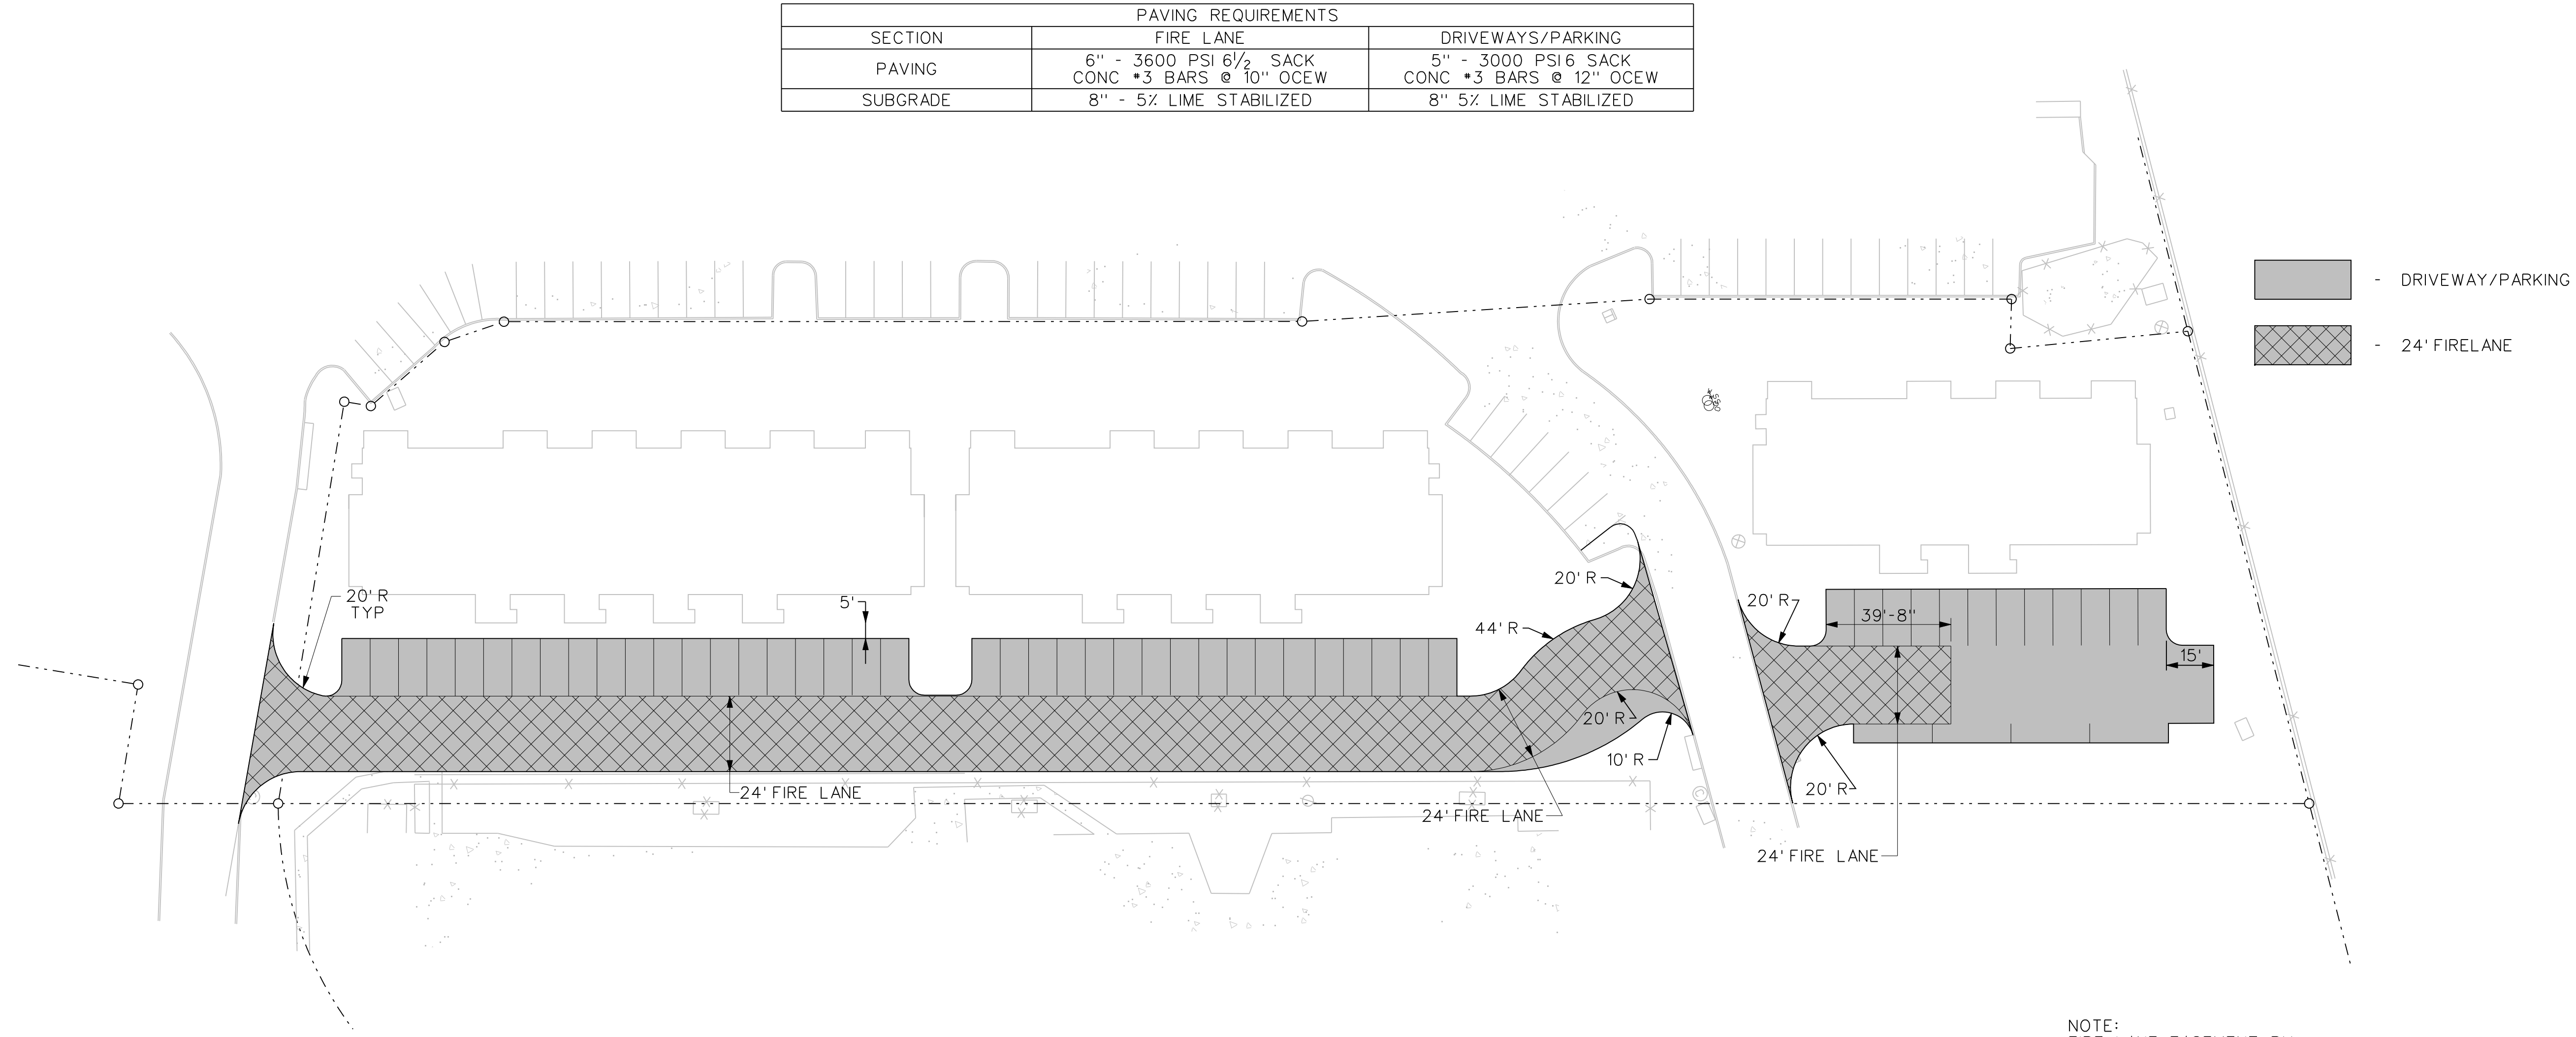 PAVING REQUIREMENTS
SECTION FIRE LANE DRIVEWAYS/PARKING
PAVING
6" - 3600 PSI 6 1/2 SACK
CONC #3 BARS @ 10" OCEW
5" - 3000 PSI 6 SACK
CONC #3 BARS @ 12" OCEW
SUBGRADE 8" - 5% LIME STABILIZED 8" 5% LIME STABILIZED
- DRIVEWAY/PARKING
- 24' FIRELANE
20' R
TYP
5'
20' R
44' R
20' R
39'-8"
15'
20' R
10' R
20' R
24' FIRE LANE
24' FIRE LANE
24' FIRE LANE
C
NOTE: